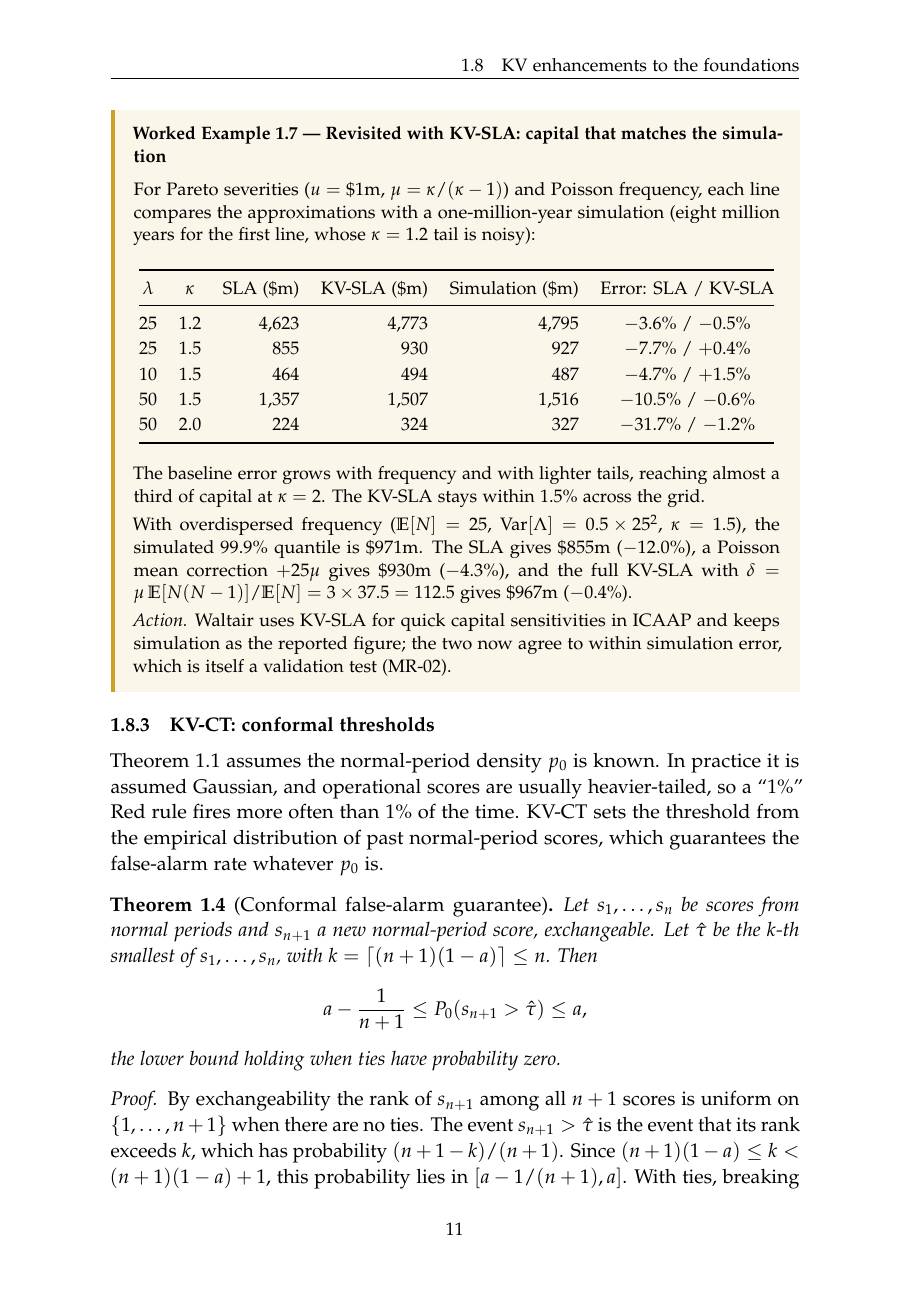 1.8 KV enhancements to the foundations
Worked Example 1.7 — Revisited with KV-SLA: capital that matches the simula-
tion
For Pareto severities (u = $1m, μ = κ/(κ − 1)) and Poisson frequency, each line
compares the approximations with a one-million-year simulation (eight million
years for the first line, whose κ = 1.2 tail is noisy):
λ κ SLA ($m) KV-SLA ($m) Simulation ($m) Error: SLA / KV-SLA
25 1.2 4,623 4,773 4,795 −3.6% / −0.5%
25 1.5 855 930 927 −7.7% / +0.4%
10 1.5 464 494 487 −4.7% / +1.5%
50 1.5 1,357 1,507 1,516 −10.5% / −0.6%
50 2.0 224 324 327 −31.7% / −1.2%
The baseline error grows with frequency and with lighter tails, reaching almost a
third of capital at κ = 2. The KV-SLA stays within 1.5% across the grid.
With overdispersed frequency (𝔼[N] = 25, Var[Λ] = 0.5 × 25², κ = 1.5), the
simulated 99.9% quantile is $971m. The SLA gives $855m (−12.0%), a Poisson
mean correction +25μ gives $930m (−4.3%), and the full KV-SLA with δ =
μ 𝔼[N(N − 1)]/𝔼[N] = 3 × 37.5 = 112.5 gives $967m (−0.4%).
Action. Waltair uses KV-SLA for quick capital sensitivities in ICAAP and keeps
simulation as the reported figure; the two now agree to within simulation error,
which is itself a validation test (MR-02).
1.8.3 KV-CT: conformal thresholds
Theorem 1.1 assumes the normal-period density p₀ is known. In practice it is
assumed Gaussian, and operational scores are usually heavier-tailed, so a “1%”
Red rule fires more often than 1% of the time. KV-CT sets the threshold from
the empirical distribution of past normal-period scores, which guarantees the
false-alarm rate whatever p₀ is.
Theorem 1.4 (Conformal false-alarm guarantee). Let s₁, . . . , sₙ be scores from
normal periods and sₙ₊₁ a new normal-period score, exchangeable. Let τ̂ be the k-th
smallest of s₁, . . . , sₙ, with k = ⌈(n + 1)(1 − a)⌉ ≤ n. Then
a − 1/(n + 1) ≤ P₀(sₙ₊₁ > τ̂) ≤ a,
the lower bound holding when ties have probability zero.
Proof. By exchangeability the rank of sₙ₊₁ among all n + 1 scores is uniform on
{1, . . . , n + 1} when there are no ties. The event sₙ₊₁ > τ̂ is the event that its rank
exceeds k, which has probability (n + 1 − k)/(n + 1). Since (n + 1)(1 − a) ≤ k <
(n + 1)(1 − a) + 1, this probability lies in [a − 1/(n + 1), a]. With ties, breaking
11